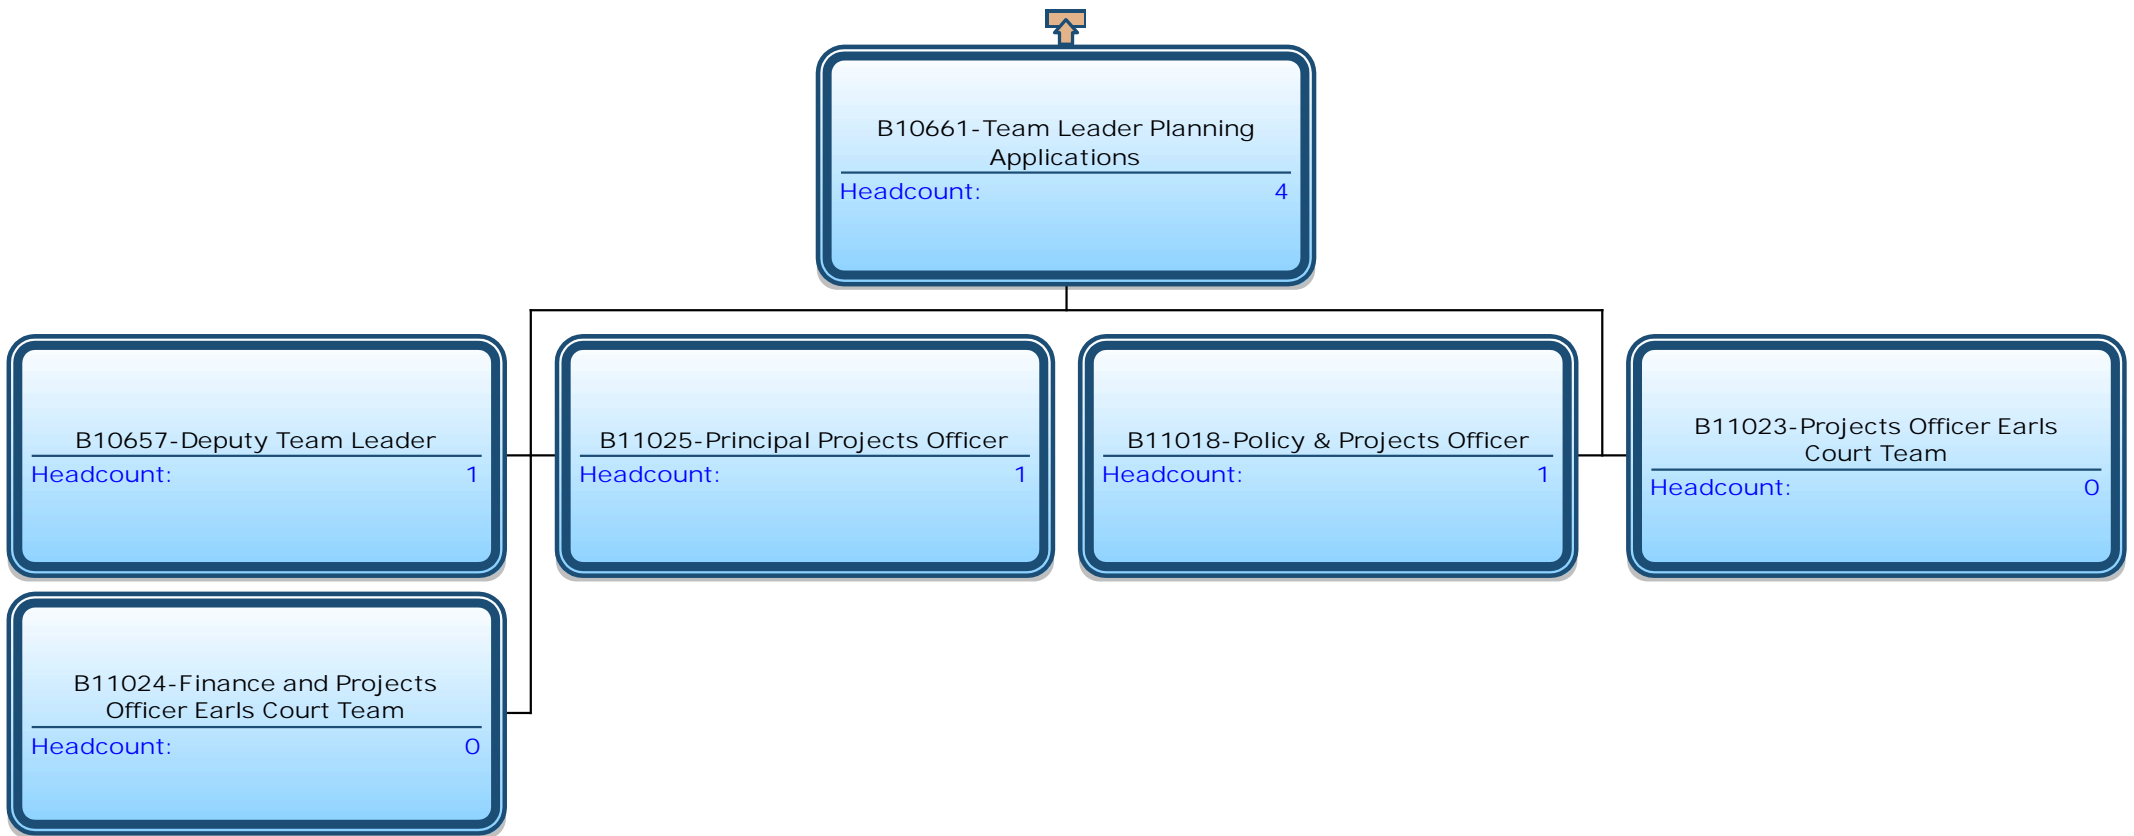 B10661-Team Leader Planning
Applications
Headcount: 4
B10657-Deputy Team Leader
Headcount: 1
B11025-Principal Projects Officer
Headcount: 1
B11018-Policy & Projects Officer
Headcount: 1
B11023-Projects Officer Earls
Court Team
Headcount: 0
B11024-Finance and Projects
Officer Earls Court Team
Headcount: 0